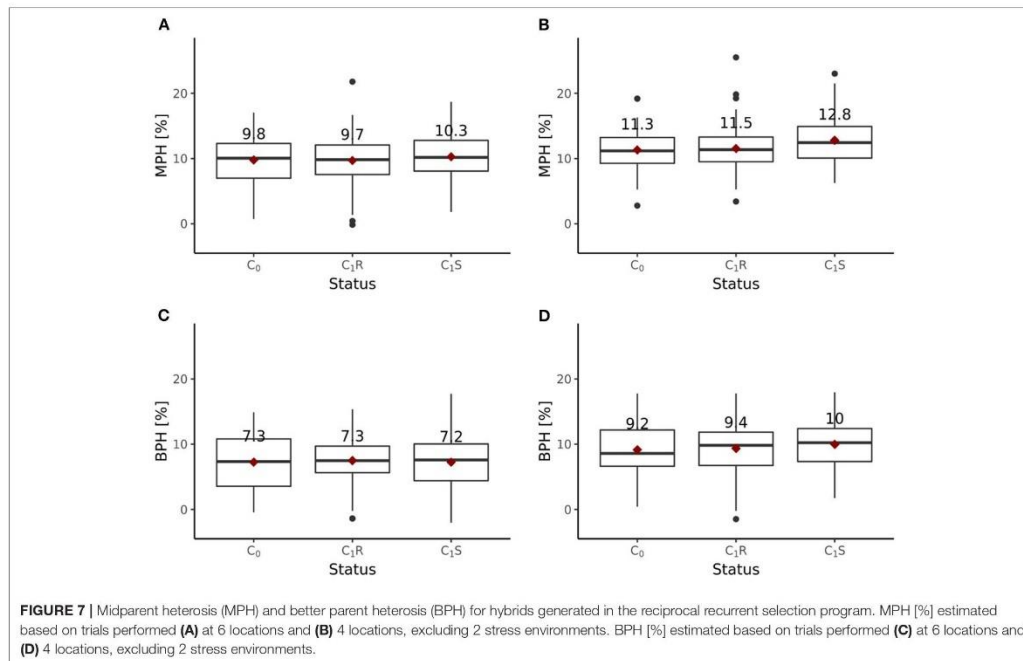 A
B
MPH [%]
20
10
0
9.8
9.7
10.3
C₀
C₁R
C₁S
Status
MPH [%]
20
10
0
11.3
11.5
12.8
C₀
C₁R
C₁S
Status
C
D
BPH [%]
20
10
0
7.3
7.3
7.2
C₀
C₁R
C₁S
Status
BPH [%]
20
10
0
9.2
9.4
10
C₀
C₁R
C₁S
Status
FIGURE 7 | Midparent heterosis (MPH) and better parent heterosis (BPH) for hybrids generated in the reciprocal recurrent selection program. MPH [%] estimated
based on trials performed (A) at 6 locations and (B) 4 locations, excluding 2 stress environments. BPH [%] estimated based on trials performed (C) at 6 locations and
(D) 4 locations, excluding 2 stress environments.